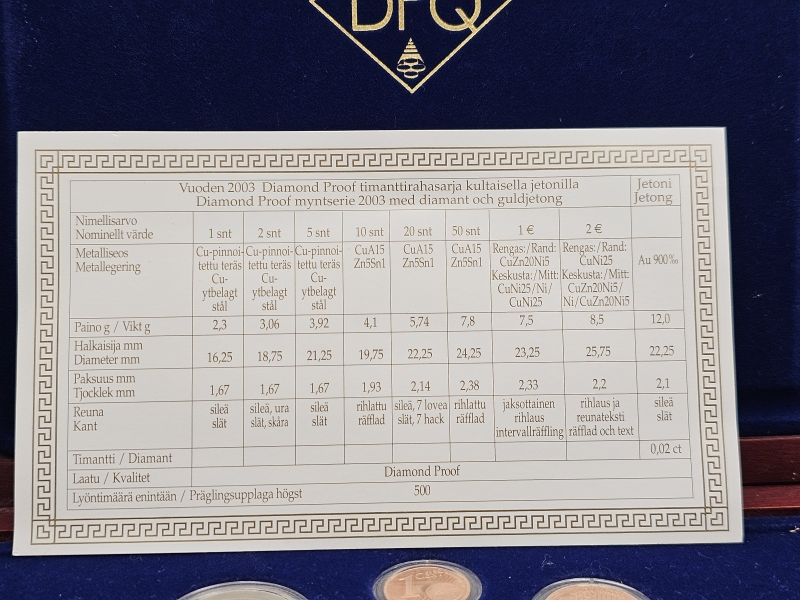 DPQ
Vuoden 2003 Diamond Proof timanttirahasarja kultaisella jetonilla
Diamond Proof myntserie 2003 med diamant och guldjetong
Jetoni
Jetong
Nimellisarvo
Nominellt värde
1 snt 2 snt 5 snt 10 snt 20 snt 50 snt 1 € 2 €
Metalliseos
Metallegering
Cu-pinnoi-
tettu teräs
Cu-
ytbelagt
stål
Cu-pinnoi-
tettu teräs
Cu-
ytbelagt
stål
Cu-pinnoi-
tettu teräs
Cu-
ytbelagt
stål
CuA15
Zn5Sn1
CuA15
Zn5Sn1
CuA15
Zn5Sn1
Rengas:/Rand:
CuZn20Ni5
Keskusta:/Mitt:
CuNi25/Ni/
CuNi25
Rengas:/Rand:
CuNi25
Keskusta:/Mitt:
CuZn20Ni5/
Ni/CuZn20Ni5
Au 900‰
Paino g / Vikt g 2,3 3,06 3,92 4,1 5,74 7,8 7,5 8,5 12,0
Halkaisija mm
Diameter mm 16,25 18,75 21,25 19,75 22,25 24,25 23,25 25,75 22,25
Paksuus mm
Tjocklek mm 1,67 1,67 1,67 1,93 2,14 2,38 2,33 2,2 2,1
Reuna
Kant
sileä
slät
sileä, ura
slät, skåra
sileä
slät
rihlattu
räfflad
sileä, 7 lovea
slät, 7 hack
rihlattu
räfflad
jaksottainen
rihlaus
intervallräffling
rihlaus ja
reunateksti
räfflad och text
sileä
slät
Timantti / Diamant 0,02 ct
Laatu / Kvalitet Diamond Proof
Lyöntimäärä enintään / Präglingsupplaga högst 500
1 CENT